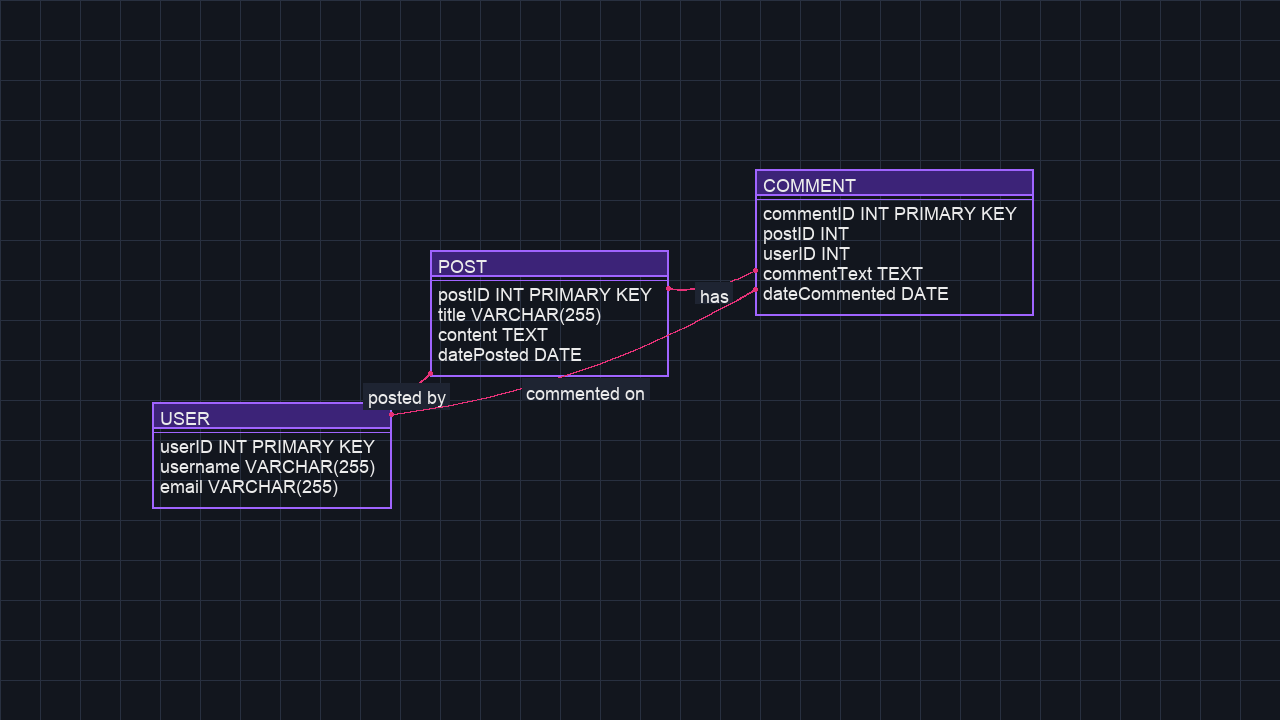 COMMENT
commentID INT PRIMARY KEY
postID INT
userID INT
commentText TEXT
dateCommented DATE
POST
postID INT PRIMARY KEY
title VARCHAR(255)
content TEXT
datePosted DATE
has
posted by
commented on
USER
userID INT PRIMARY KEY
username VARCHAR(255)
email VARCHAR(255)